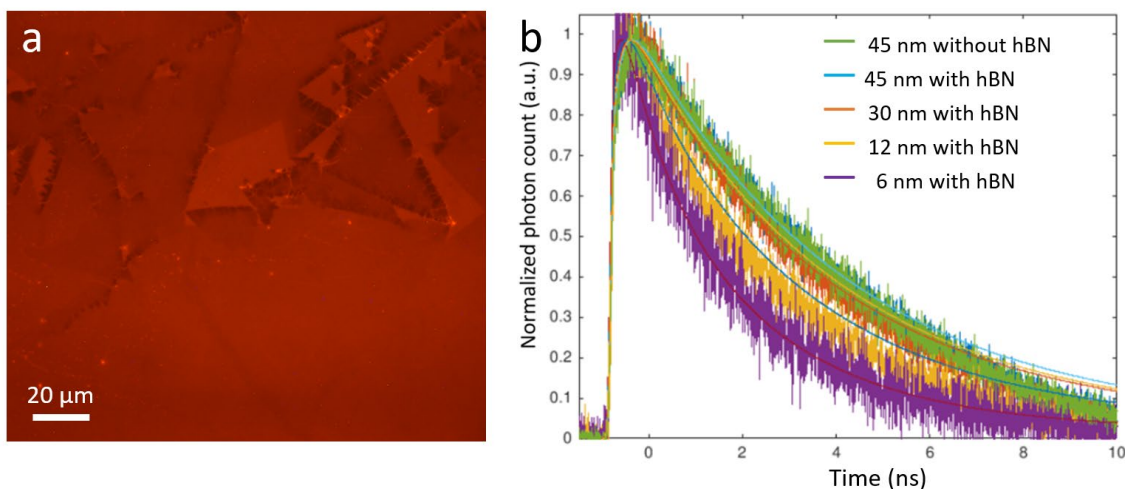 a
20 µm
b
Normalized photon count (a.u.)
1
0.9
0.8
0.7
0.6
0.5
0.4
0.3
0.2
0.1
0
45 nm without hBN
45 nm with hBN
30 nm with hBN
12 nm with hBN
6 nm with hBN
0 2 4 6 8 10
Time (ns)